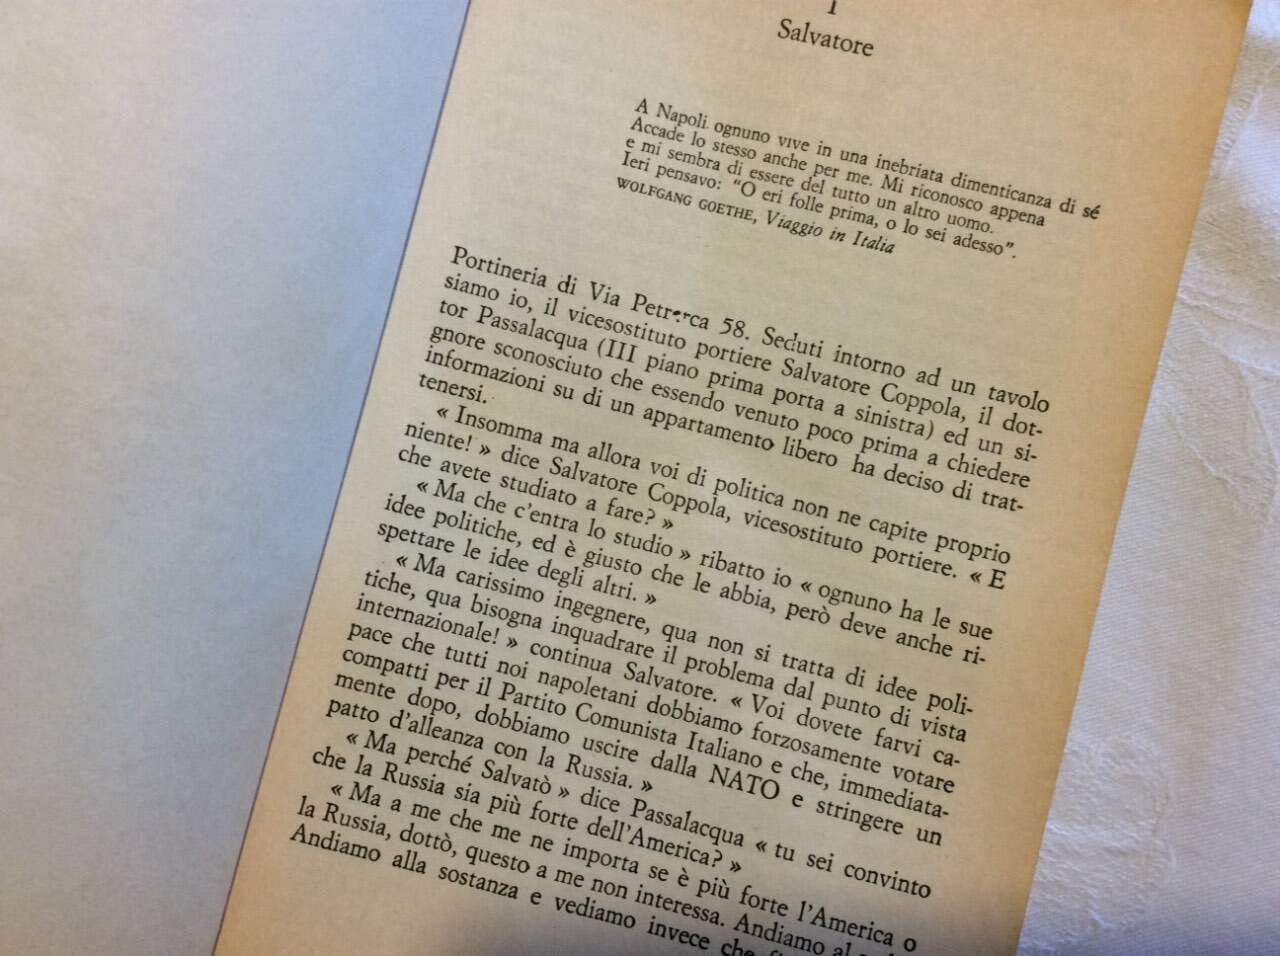 I
Salvatore
A Napoli ognuno vive in una inebriata dimenticanza di sé
Accade lo stesso anche per me. Mi riconosco appena
e mi sembra di essere del tutto un altro uomo.
Ieri pensavo: “O eri folle prima, o lo sei adesso”.
WOLFGANG GOETHE, Viaggio in Italia
Portineria di Via Petrarca 58. Seduti intorno ad un tavolo
siamo io, il vicesostituto portiere Salvatore Coppola, il dot-
tor Passalacqua (III piano prima porta a sinistra) ed un si-
gnore sconosciuto che essendo venuto poco prima a chiedere
informazioni su di un appartamento libero ha deciso di trat-
tenersi.
« Insomma ma allora voi di politica non ne capite proprio
niente! » dice Salvatore Coppola, vicesostituto portiere. « E
che avete studiato a fare? »
« Ma che c’entra lo studio » ribatto io « ognuno ha le sue
idee politiche, ed è giusto che le abbia, però deve anche ri-
spettare le idee degli altri. »
« Ma carissimo ingegnere, qua non si tratta di idee poli-
tiche, qua bisogna inquadrare il problema dal punto di vista
internazionale! » continua Salvatore. « Voi dovete farvi ca-
pace che tutti noi napoletani dobbiamo forzosamente votare
compatti per il Partito Comunista Italiano e che, immediata-
mente dopo, dobbiamo uscire dalla NATO e stringere un
patto d’alleanza con la Russia. »
« Ma perché Salvatò » dice Passalacqua « tu sei convinto
che la Russia sia più forte dell’America? »
« Ma a me che me ne importa se è più forte l’America o
la Russia, dottò, questo a me non interessa. Andiamo al
Andiamo alla sostanza e vediamo invece che